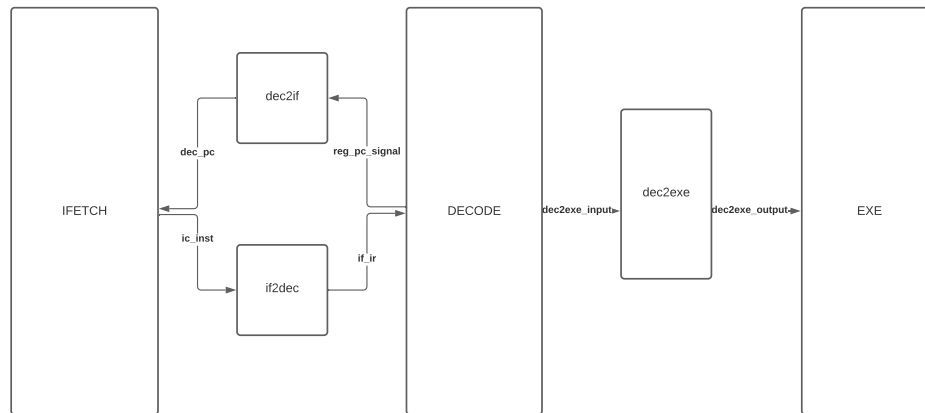 dec2if
dec_pc
reg_pc_signal
IFETCH
DECODE
dec2exe_input
dec2exe
dec2exe_output
EXE
ic_inst
if_ir
if2dec